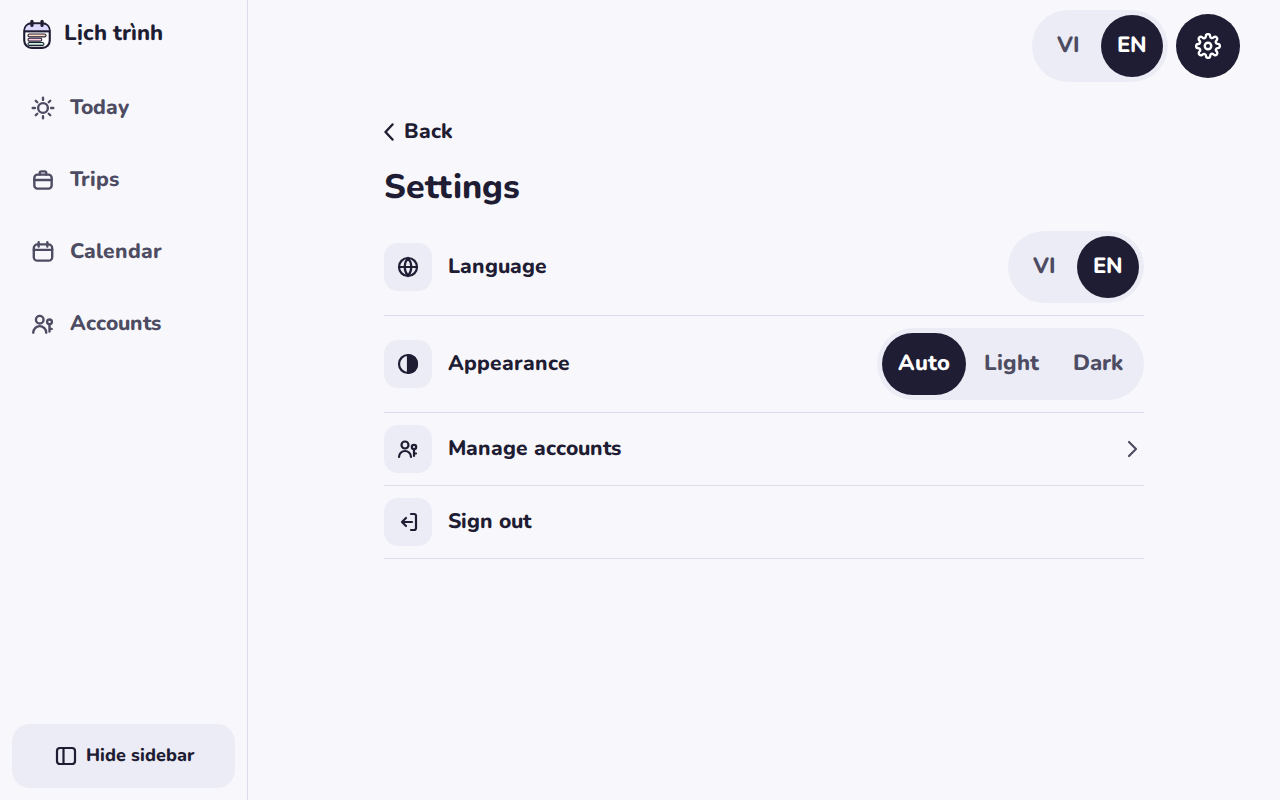 Lịch trình
Today
Trips
Calendar
Accounts
Hide sidebar
VI EN
Back
Settings
Language
VI EN
Appearance
Auto Light Dark
Manage accounts
Sign out